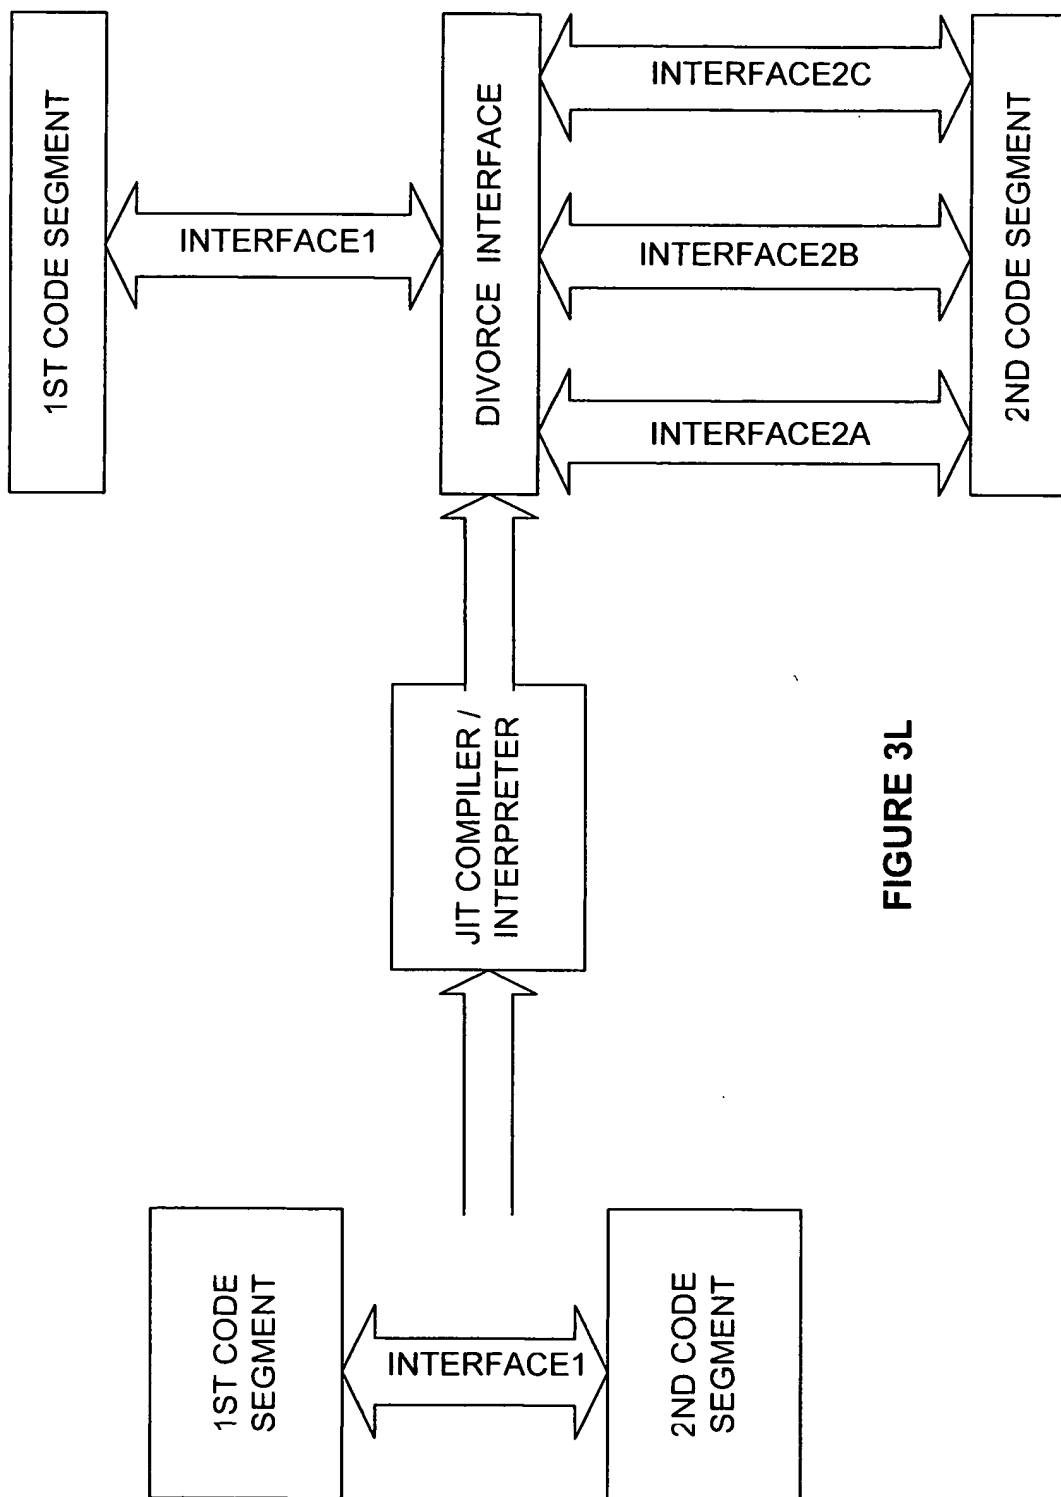 1ST CODE SEGMENT
INTERFACE1
DIVORCE INTERFACE
INTERFACE2A
INTERFACE2B
INTERFACE2C
2ND CODE SEGMENT
JIT COMPILER /
INTERPRETER
1ST CODE
SEGMENT
INTERFACE1
2ND CODE
SEGMENT
FIGURE 3L